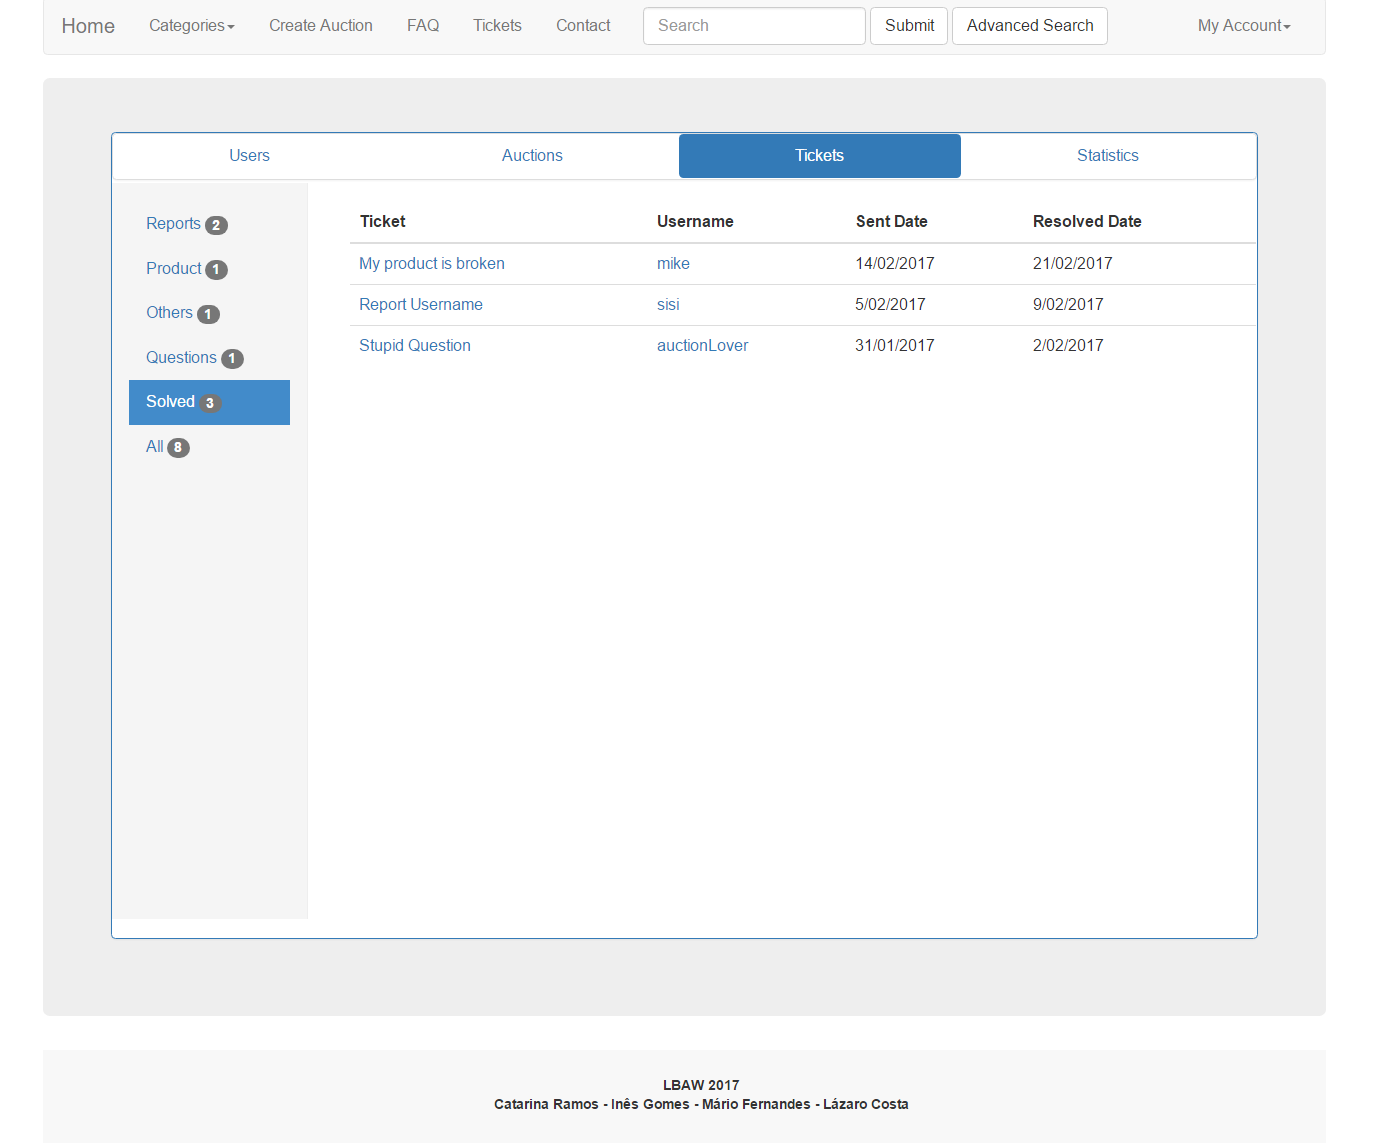 Home Categories Create Auction FAQ Tickets Contact Search Submit Advanced Search My Account
Users Auctions Tickets Statistics
Reports 2
Product 1
Others 1
Questions 1
Solved 3
All 8
Ticket Username Sent Date Resolved Date
My product is broken mike 14/02/2017 21/02/2017
Report Username sisi 5/02/2017 9/02/2017
Stupid Question auctionLover 31/01/2017 2/02/2017
LBAW 2017
Catarina Ramos - Inês Gomes - Mário Fernandes - Lázaro Costa